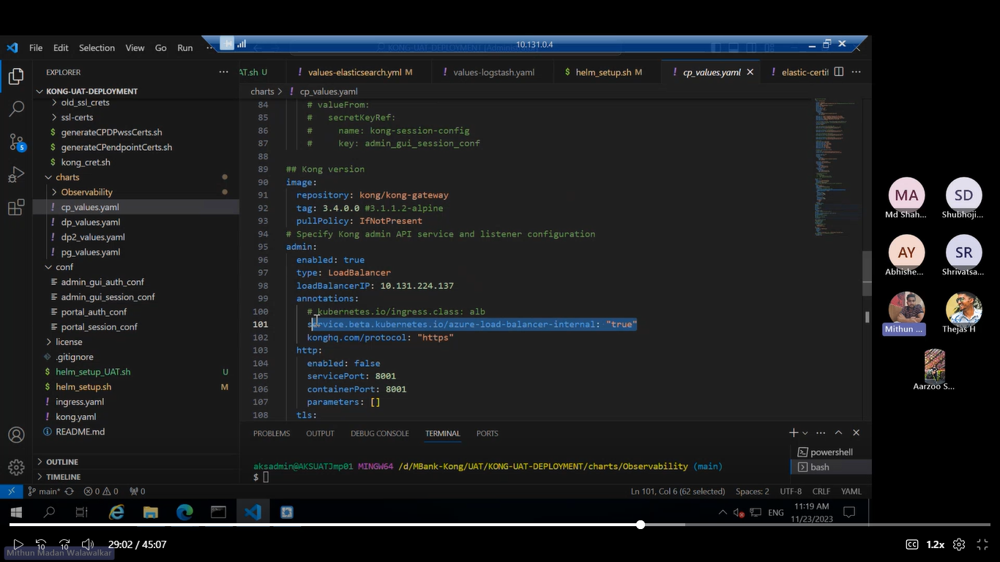 10.131.0.4
File Edit Selection View Go Run ···
EXPLORER
AT.sh U
values-elasticsearch.yml M
values-logstash.yaml
helm_setup.sh M
cp_values.yaml
elastic-certif
KONG-UAT-DEPLOYMENT
old_ssl_crets
ssl-certs
generateCPDPwssCerts.sh
generateCPendpointCerts.sh
kong_cret.sh
charts
Observability
cp_values.yaml
dp_values.yaml
dp2_values.yaml
pg_values.yaml
conf
admin_gui_auth_conf
admin_gui_session_conf
portal_auth_conf
portal_session_conf
license
.gitignore
helm_setup_UAT.sh U
helm_setup.sh M
ingress.yaml
kong.yaml
README.md
OUTLINE
TIMELINE
charts > ! cp_values.yaml
84 # valueFrom:
85 #   secretKeyRef:
86 #     name: kong-session-config
87 #     key: admin_gui_session_conf
88
89 ## Kong version
90 image:
91   repository: kong/kong-gateway
92   tag: 3.4.0.0 #3.1.1.2-alpine
93   pullPolicy: IfNotPresent
94 # Specify Kong admin API service and listener configuration
95 admin:
96   enabled: true
97   type: LoadBalancer
98   loadBalancerIP: 10.131.224.137
99   annotations:
100     # kubernetes.io/ingress.class: alb
101     service.beta.kubernetes.io/azure-load-balancer-internal: "true"
102     konghq.com/protocol: "https"
103   http:
104     enabled: false
105     servicePort: 8001
106     containerPort: 8001
107     parameters: []
108   tls:
PROBLEMS OUTPUT DEBUG CONSOLE TERMINAL PORTS
powershell
bash
aksadmin@AKSUATJmp01 MINGW64 /d/MBank-Kong/UAT/KONG-UAT-DEPLOYMENT/charts/Observability (main)
$
5
main* 0 0 0
Ln 101, Col 6 (62 selected) Spaces: 2 UTF-8 CRLF YAML
ENG
11:19 AM
11/23/2023
MA
Md Shah...
SD
Shubhoji...
AY
Abhishe...
SR
Shrivatsa...
Mithun ...
Thejas H
Aarzoo S...
10 10 29:02 / 45:07
CC 1.2x
Mithun Madan Walawalkar